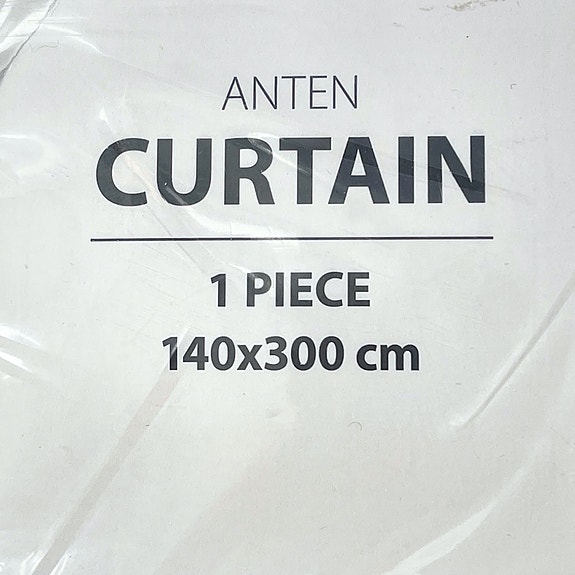 ANTEN
CURTAIN
1 PIECE
140x300 cm